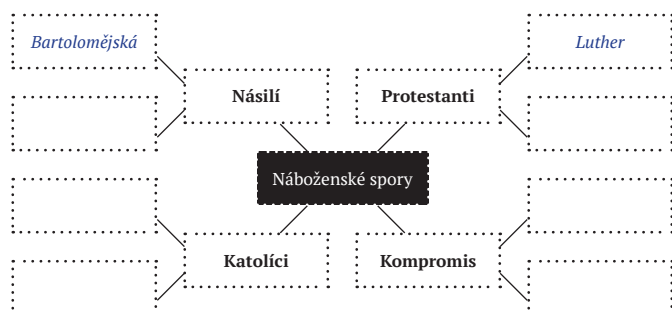 Bartolomějská
Luther
Násilí
Protestanti
Náboženské spory
Katolíci
Kompromis